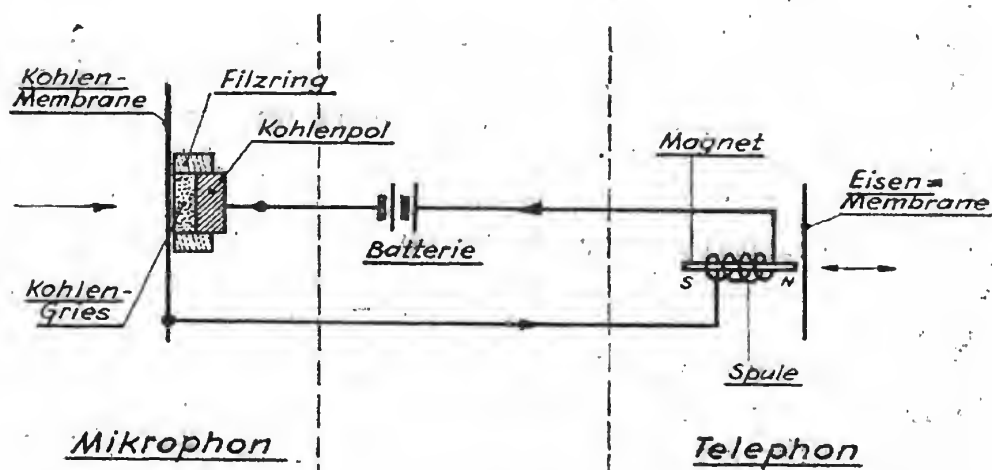 Kohlen-
Membrane
Filzring
Kohlenpol
Magnet
Eisen=
Membrane
Batterie
S
N
Kohlen-
Gries
Spule
Mikrophon
Telephon